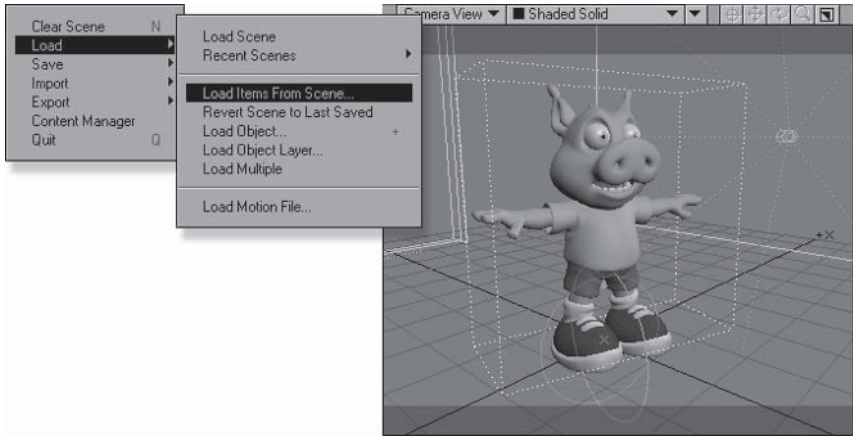 Clear Scene N
Load
Save
Import
Export
Content Manager
Quit Q
Load Scene
Recent Scenes
Load Items From Scene...
Revert Scene to Last Saved
Load Object... +
Load Object Layer...
Load Multiple
Load Motion File...
Camera View
Shaded Solid
+X